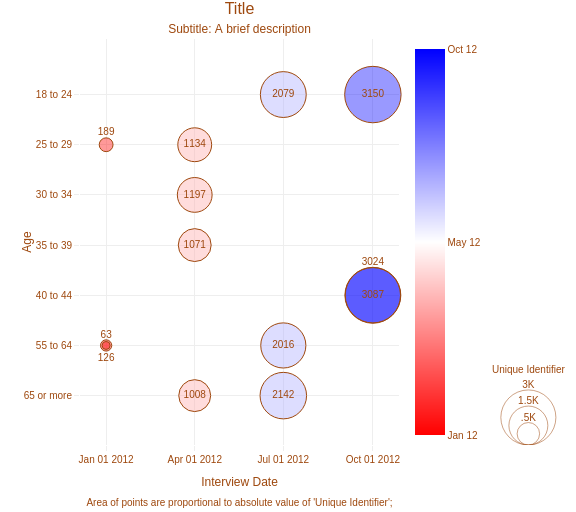 Title
Subtitle: A brief description
Oct 12
18 to 24
2079
3150
189
25 to 29
1134
30 to 34
1197
Age
35 to 39
1071
May 12
3024
40 to 44
3087
63
55 to 64
2016
126
Unique Identifier
3K
65 or more
1008
2142
1.5K
.5K
Jan 12
Jan 01 2012
Apr 01 2012
Jul 01 2012
Oct 01 2012
Interview Date
Area of points are proportional to absolute value of 'Unique Identifier';